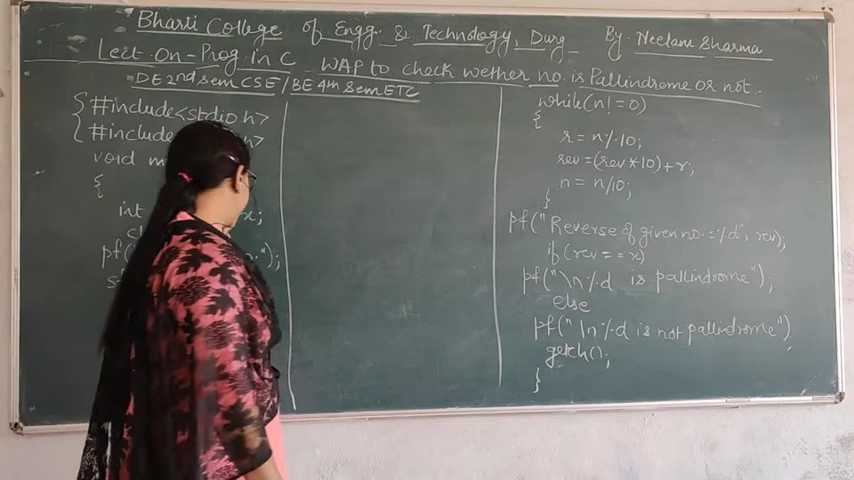 Bharti College of Engg. & Technology, Durg By- Neelam Sharma
Lect-On-Prog in C WAP to check wether no. is Pallindrome or not.
DE 2nd sem CSE / BE 4th sem ETC
#include<stdio.h>
#include h>
void
{
int x;
pf( ");
while(n!=0)
{
r = n%10;
rev = (rev*10)+r;
n = n/10;
}
pf("Reverse of given no. = %d", rev);
if(rev==x)
pf("\n%d is pallindrome");
else
pf("\n%d is not pallindrome")
getch();
}